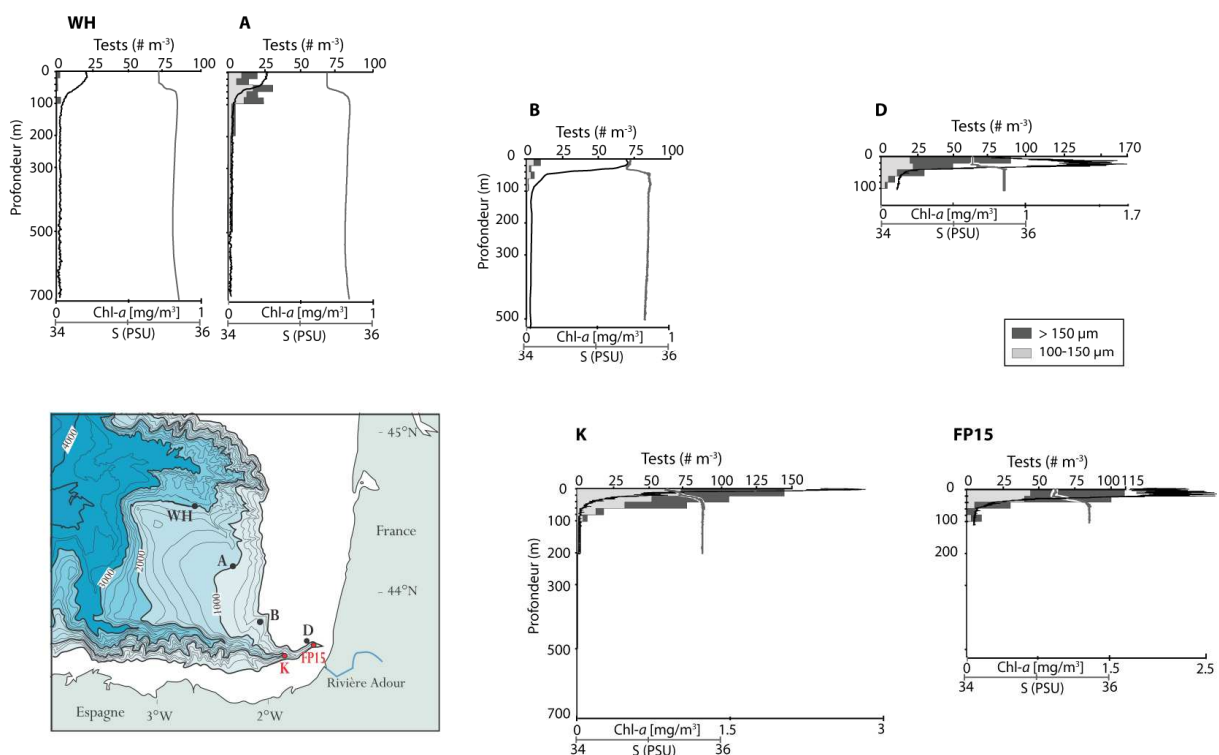 WH
Tests (# m⁻³)
0 25 50 75 100
0
100
200
300
500
700
Profondeur (m)
0 Chl-a [mg/m³] 1
34 S (PSU) 36
A
Tests (# m⁻³)
0 25 50 75 100
0 Chl-a [mg/m³] 1
34 S (PSU) 36
B
Tests (# m⁻³)
0 25 50 75 100
0
100
200
300
500
Profondeur (m)
0 Chl-a [mg/m³] 1
34 S (PSU) 36
D
Tests (# m⁻³)
0 25 50 75 125 170
0
100
0 Chl-a [mg/m³] 1 1.7
34 S (PSU) 36
> 150 µm
100-150 µm
4000
45°N
WH
France
3000
2000
A
1000
44°N
B
D
FP15
K
Rivière Adour
Espagne
3°W
2°W
K
Tests (# m⁻³)
0 50 100 150
0
100
200
300
500
700
Profondeur (m)
0 Chl-a [mg/m³] 1.5 3
34 S (PSU) 36
FP15
Tests (# m⁻³)
0 50 100 115
0
100
200
300
500
0 Chl-a [mg/m³] 1.5 2.5
34 S (PSU) 36